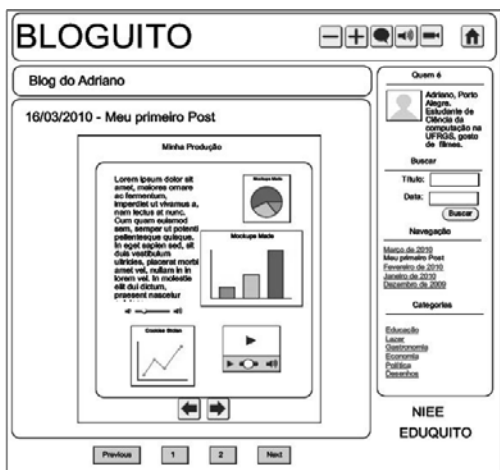 BLOGUITO
Blog do Adriano
16/03/2010 - Meu primeiro Post
Minha Produção
Lorem ipsum dolor sit
amet, maiores ornare
ac fermentum,
imperdiet ut vivamus a,
nam lectus at nunc.
Cum quam euismod
sem, semper ut potenti
pellentesque quisque.
In eget sapien sed, sit
duis vestibulum
ultricies, placerat morbi
amet vel, nullam in in
lorem vel. In molestie
elit dui dictum,
praesent nascetur
Mockups Made
Mockups Made
Cookies Stolen
Previous
1
2
Next
Quem é
Adriano, Porto
Alegre.
Estudante de
Ciência da
computação na
UFRGS, gosta
de filmes.
Buscar
Título:
Data:
Buscar
Navegação
Março de 2010
Meu primeiro Post
Fevereiro de 2010
Janeiro de 2010
Dezembro de 2009
Categorias
Educação
Lazer
Gastronomia
Economia
Política
Desenhos
NIEE
EDUQUITO